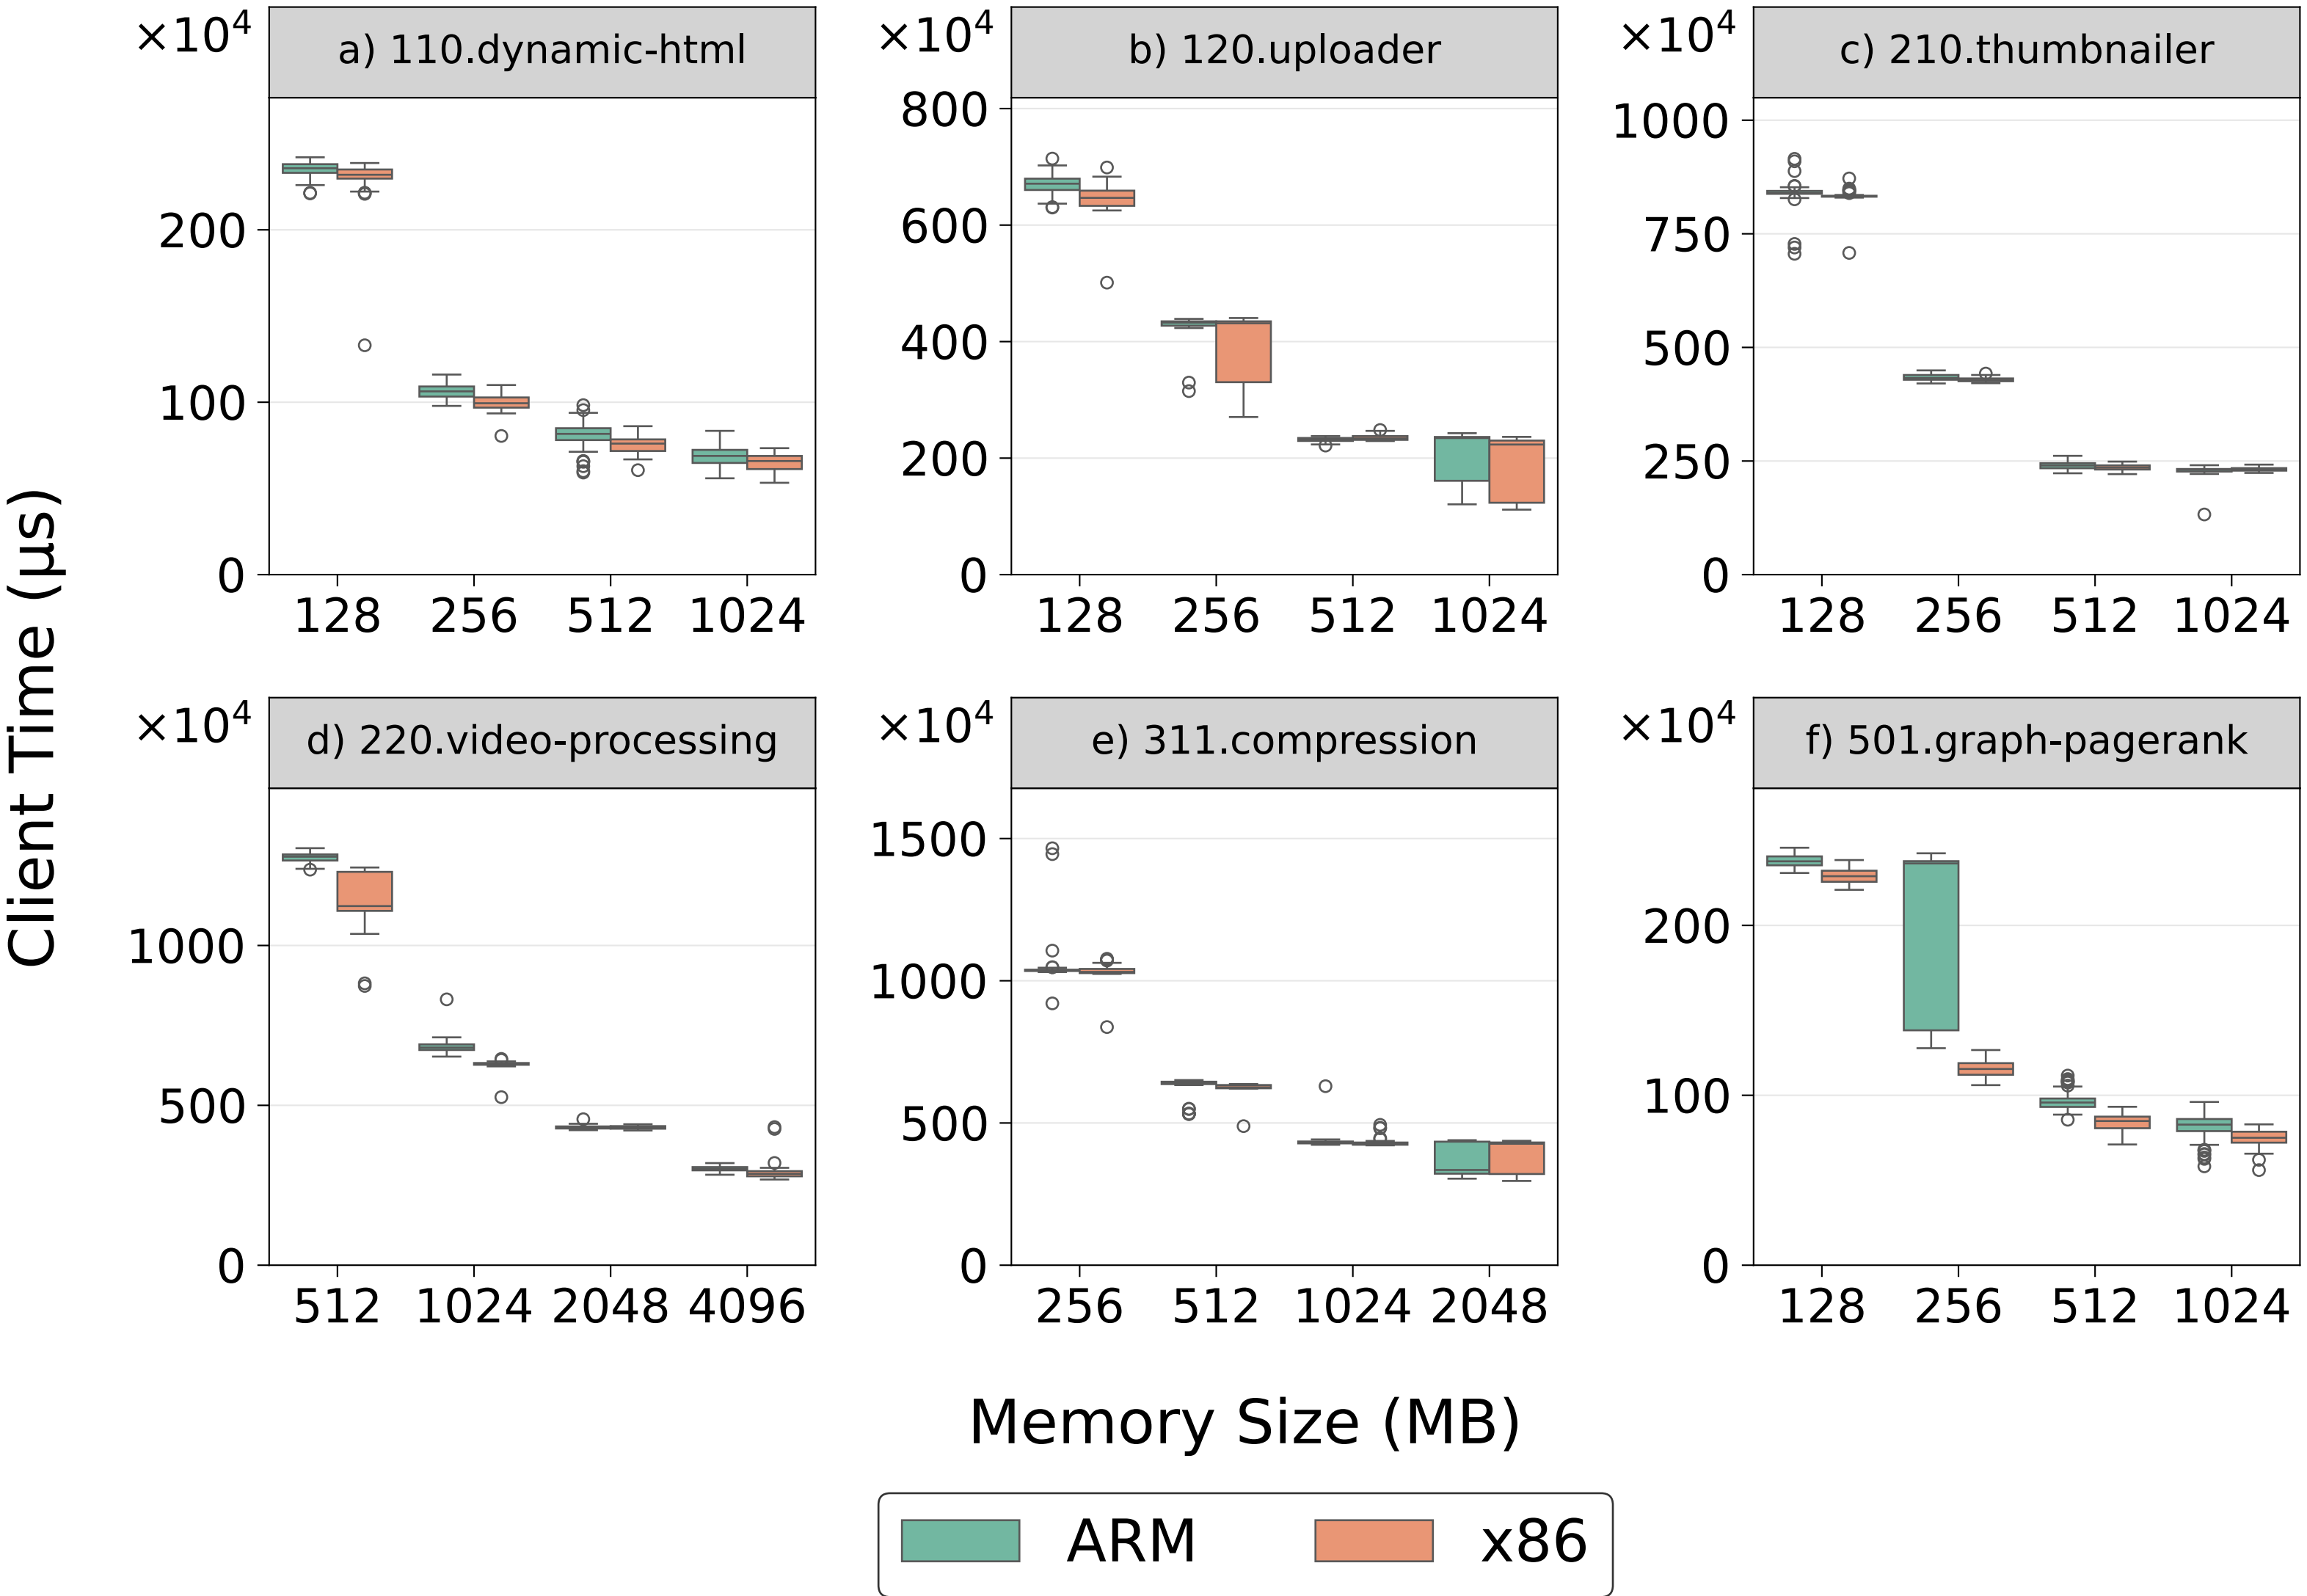 Client Time (µs)
×10⁴
a) 110.dynamic-html
200
100
0
128 256 512 1024
×10⁴
b) 120.uploader
800
600
400
200
0
128 256 512 1024
×10⁴
c) 210.thumbnailer
1000
750
500
250
0
128 256 512 1024
×10⁴
d) 220.video-processing
1000
500
0
512 1024 2048 4096
×10⁴
e) 311.compression
1500
1000
500
0
256 512 1024 2048
×10⁴
f) 501.graph-pagerank
200
100
0
128 256 512 1024
Memory Size (MB)
ARM x86